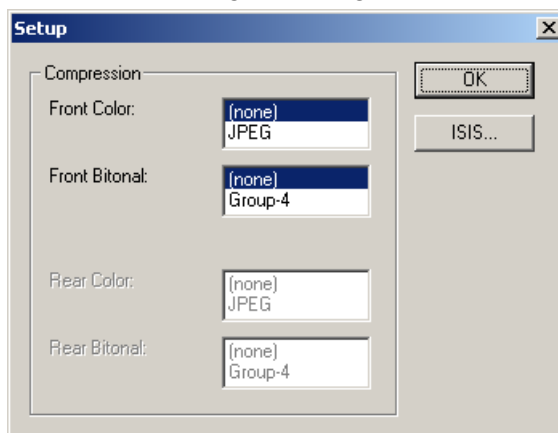 Setup
Compression
OK
Front Color:
(none)
JPEG
ISIS...
Front Bitonal:
(none)
Group-4
Rear Color:
(none)
JPEG
Rear Bitonal:
(none)
Group-4